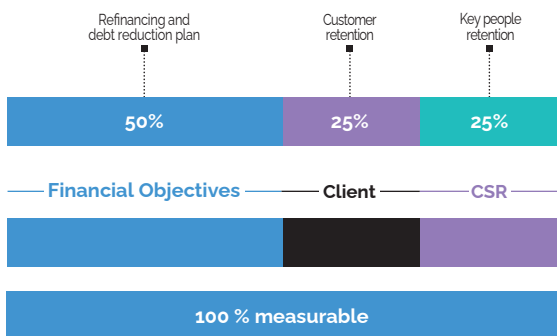 Refinancing and
debt reduction plan
Customer
retention
Key people
retention
50%
25%
25%
Financial Objectives
Client
CSR
100 % measurable